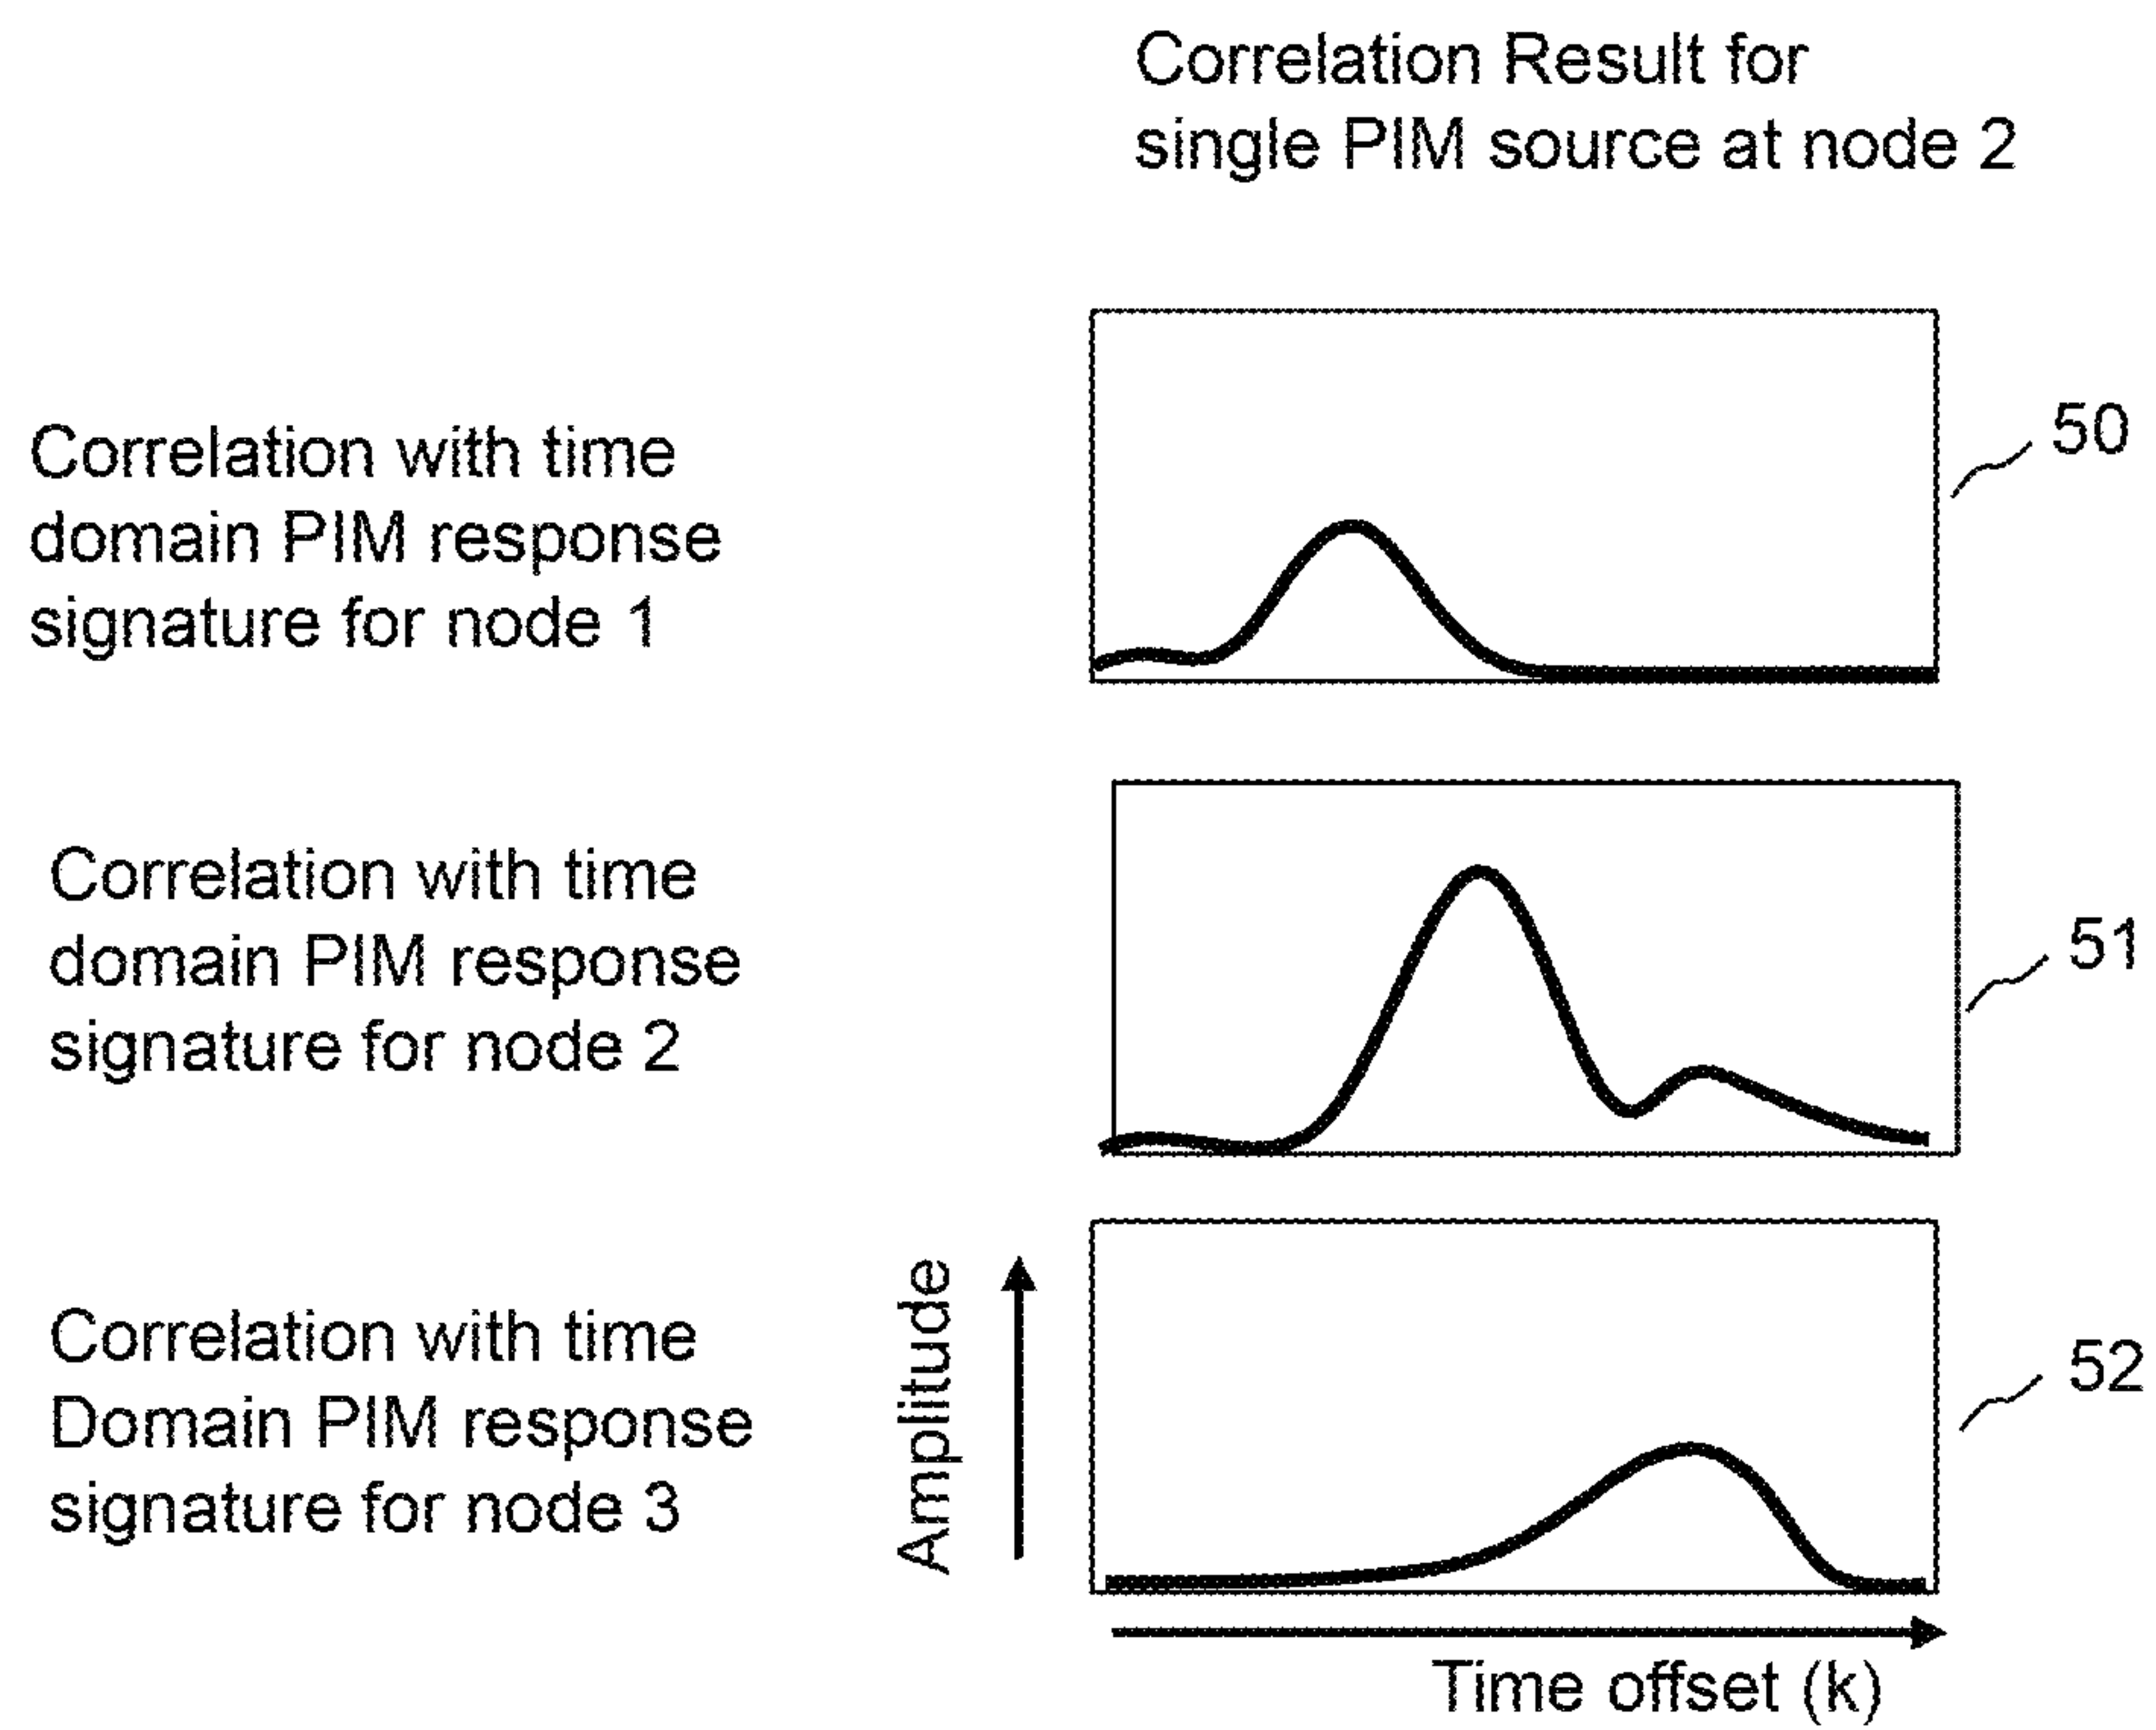 Correlation Result for
single PIM source at node 2
50
Correlation with time
domain PIM response
signature for node 1
Correlation with time
domain PIM response
signature for node 2
51
Correlation with time
Domain PIM response
signature for node 3
Amplitude
52
Time offset (k)